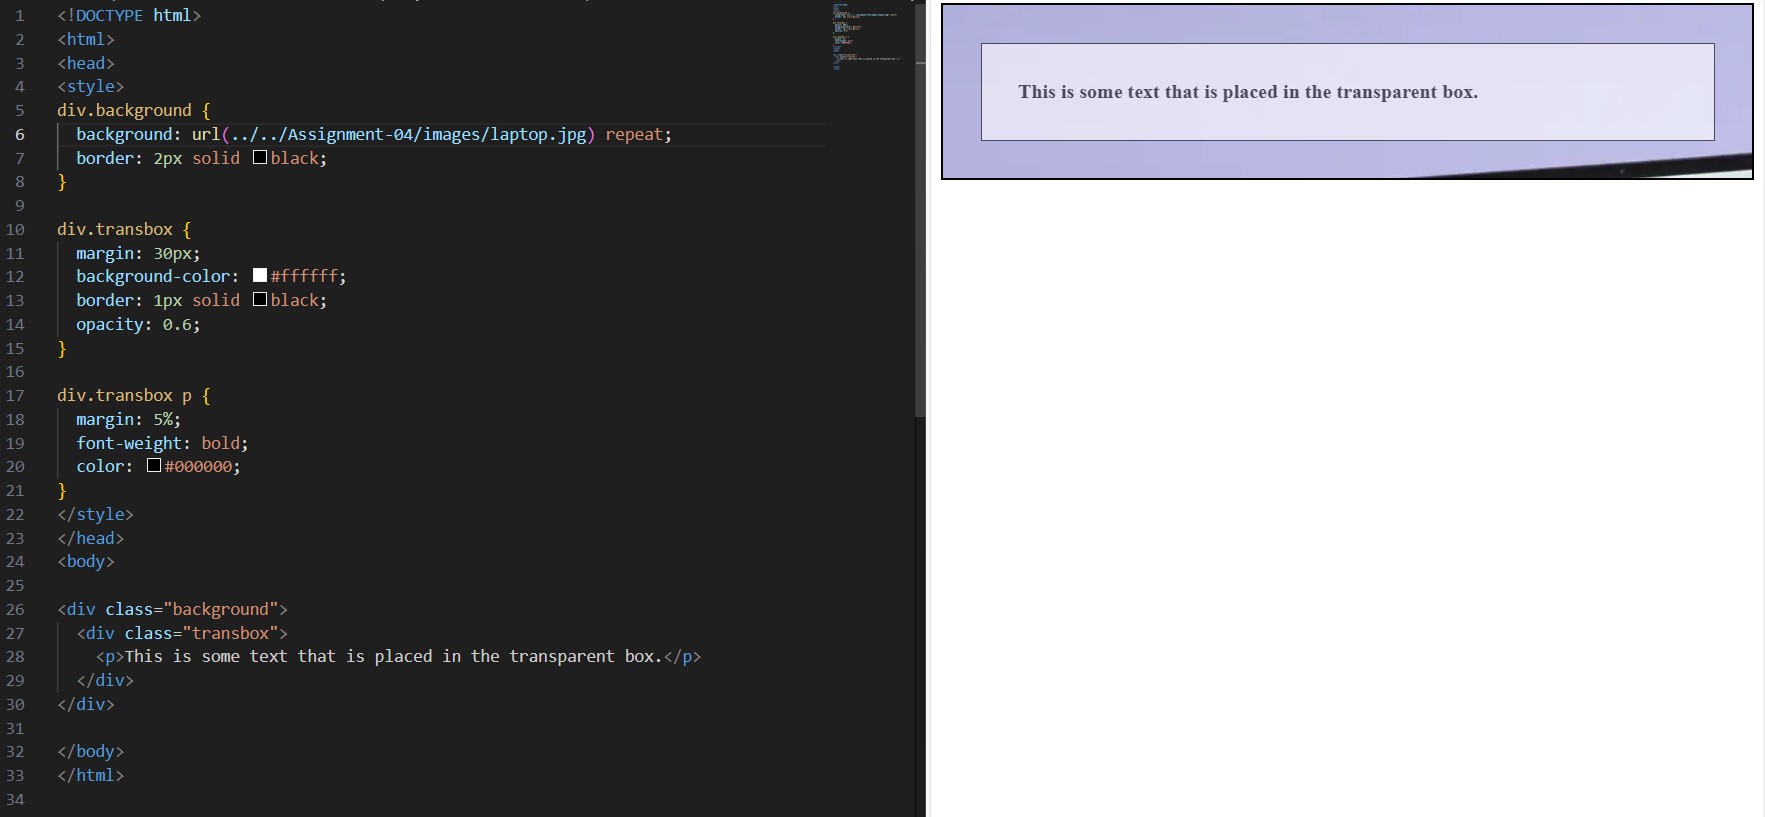 1 <!DOCTYPE html>
2 <html>
3 <head>
4 <style>
5 div.background {
6 background: url(../../Assignment-04/images/laptop.jpg) repeat;
7 border: 2px solid black;
8 }
9
10 div.transbox {
11 margin: 30px;
12 background-color: #ffffff;
13 border: 1px solid black;
14 opacity: 0.6;
15 }
16
17 div.transbox p {
18 margin: 5%;
19 font-weight: bold;
20 color: #000000;
21 }
22 </style>
23 </head>
24 <body>
25
26 <div class="background">
27 <div class="transbox">
28 <p>This is some text that is placed in the transparent box.</p>
29 </div>
30 </div>
31
32 </body>
33 </html>
34
This is some text that is placed in the transparent box.